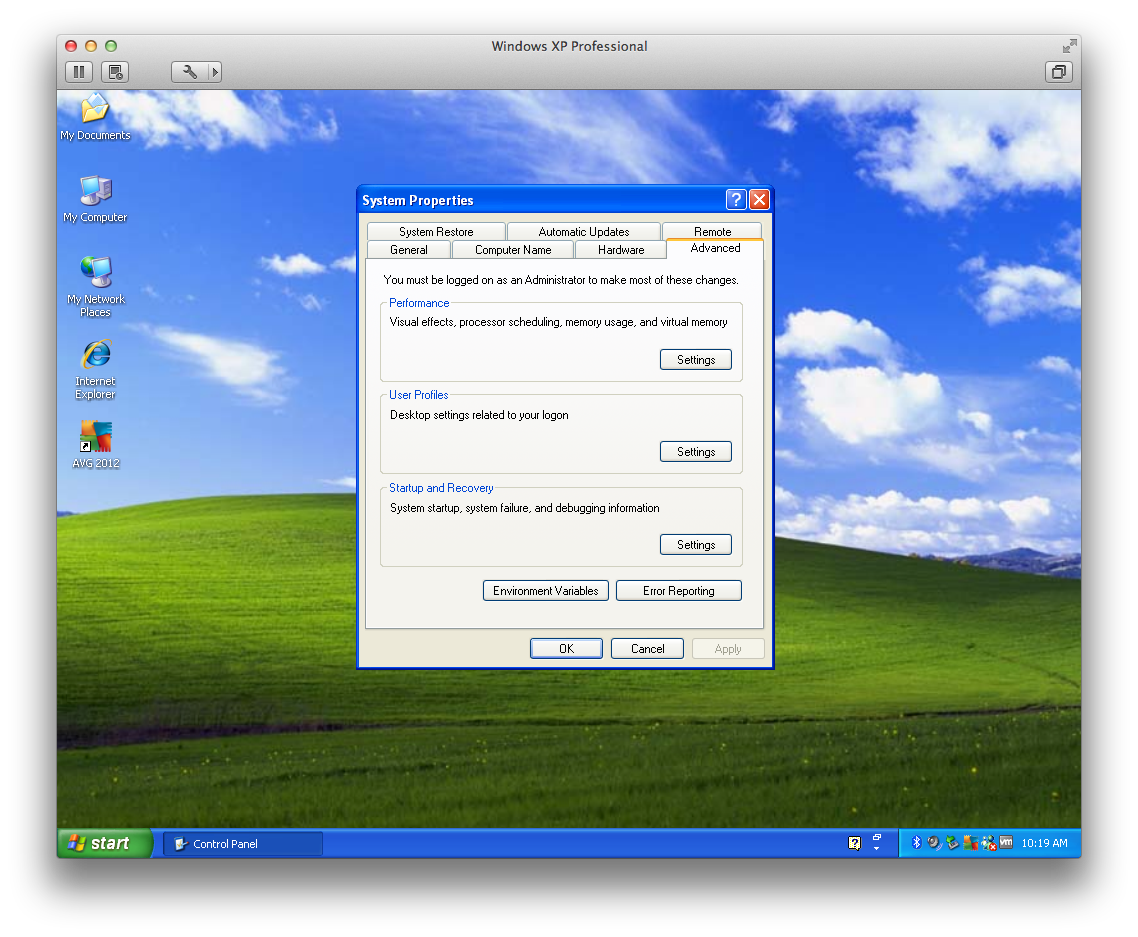 Windows XP Professional
My Documents
My Computer
My Network
Places
Internet
Explorer
AVG 2012
System Properties
System Restore
Automatic Updates
Remote
General
Computer Name
Hardware
Advanced
You must be logged on as an Administrator to make most of these changes.
Performance
Visual effects, processor scheduling, memory usage, and virtual memory
Settings
User Profiles
Desktop settings related to your logon
Settings
Startup and Recovery
System startup, system failure, and debugging information
Settings
Environment Variables
Error Reporting
OK
Cancel
Apply
start
Control Panel
vm
10:19 AM